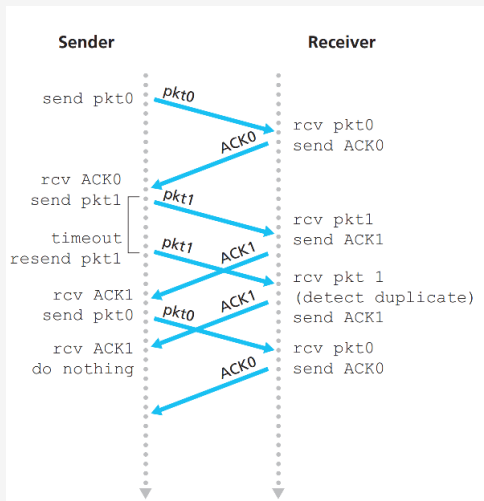 Sender
Receiver
send pkt0
pkt0
rcv pkt0
send ACK0
ACK0
rcv ACK0
send pkt1
pkt1
rcv pkt1
send ACK1
timeout
resend pkt1
pkt1
ACK1
rcv pkt 1
(detect duplicate)
send ACK1
rcv ACK1
send pkt0
pkt0
ACK1
rcv ACK1
do nothing
rcv pkt0
send ACK0
ACK0